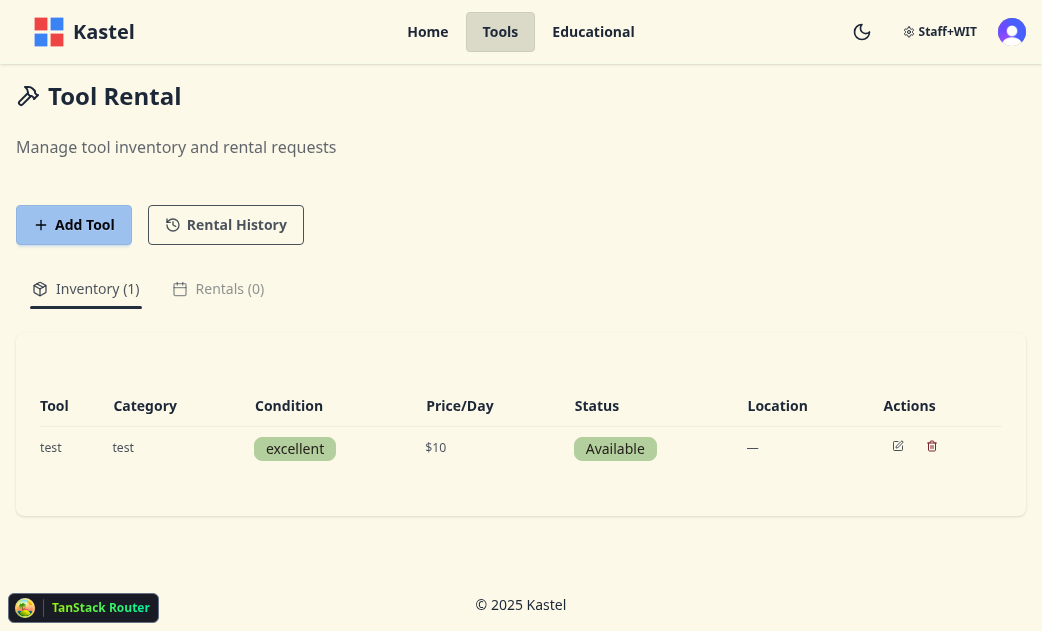 Kastel
Home Tools Educational
Staff+WIT
Tool Rental
Manage tool inventory and rental requests
Add Tool Rental History
Inventory (1) Rentals (0)
Tool Category Condition Price/Day Status Location Actions
test test excellent $10 Available —
© 2025 Kastel
TanStack Router